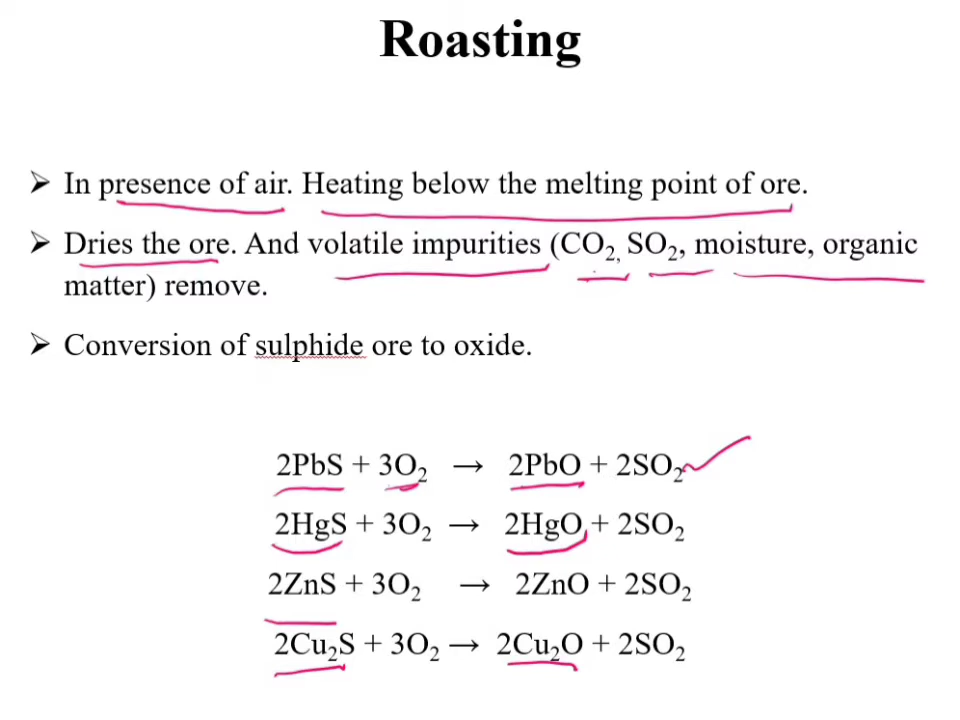 Roasting
➢ In presence of air. Heating below the melting point of ore.
➢ Dries the ore. And volatile impurities (CO₂, SO₂, moisture, organic
matter) remove.
➢ Conversion of sulphide ore to oxide.
2PbS + 3O₂ → 2PbO + 2SO₂
2HgS + 3O₂ → 2HgO + 2SO₂
2ZnS + 3O₂ → 2ZnO + 2SO₂
2Cu₂S + 3O₂ → 2Cu₂O + 2SO₂